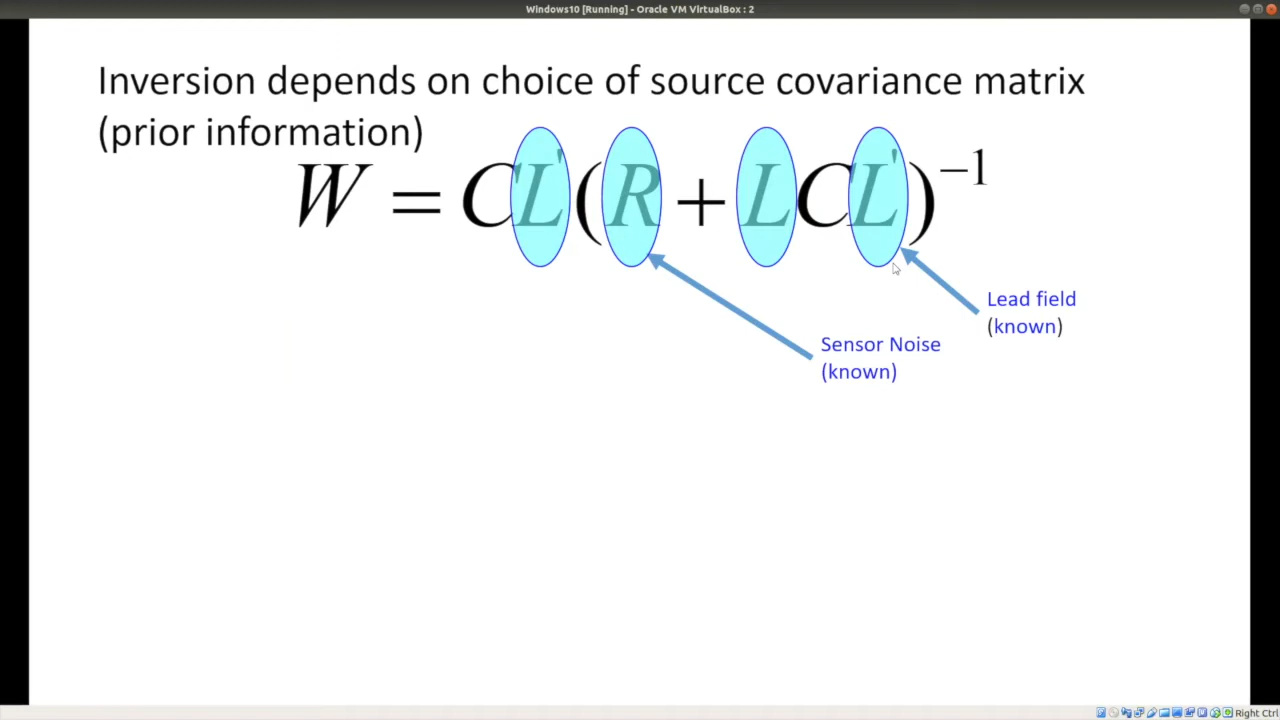 Windows10 [Running] - Oracle VM VirtualBox : 2
Inversion depends on choice of source covariance matrix
(prior information)
W = CL'(R + LCL')⁻¹
Lead field
(known)
Sensor Noise
(known)
Right Ctrl